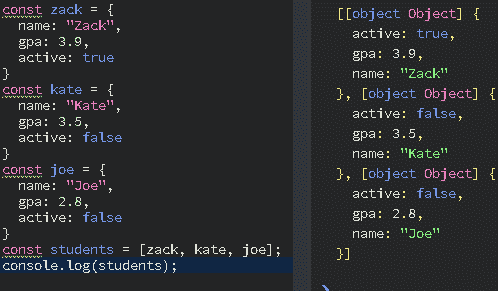 const zack = {
  name: "Zack",
  gpa: 3.9,
  active: true
}
const kate = {
  name: "Kate",
  gpa: 3.5,
  active: false
}
const joe = {
  name: "Joe",
  gpa: 2.8,
  active: false
}
const students = [zack, kate, joe];
console.log(students);
[[object Object] {
  active: true,
  gpa: 3.9,
  name: "Zack"
}, [object Object] {
  active: false,
  gpa: 3.5,
  name: "Kate"
}, [object Object] {
  active: false,
  gpa: 2.8,
  name: "Joe"
}]